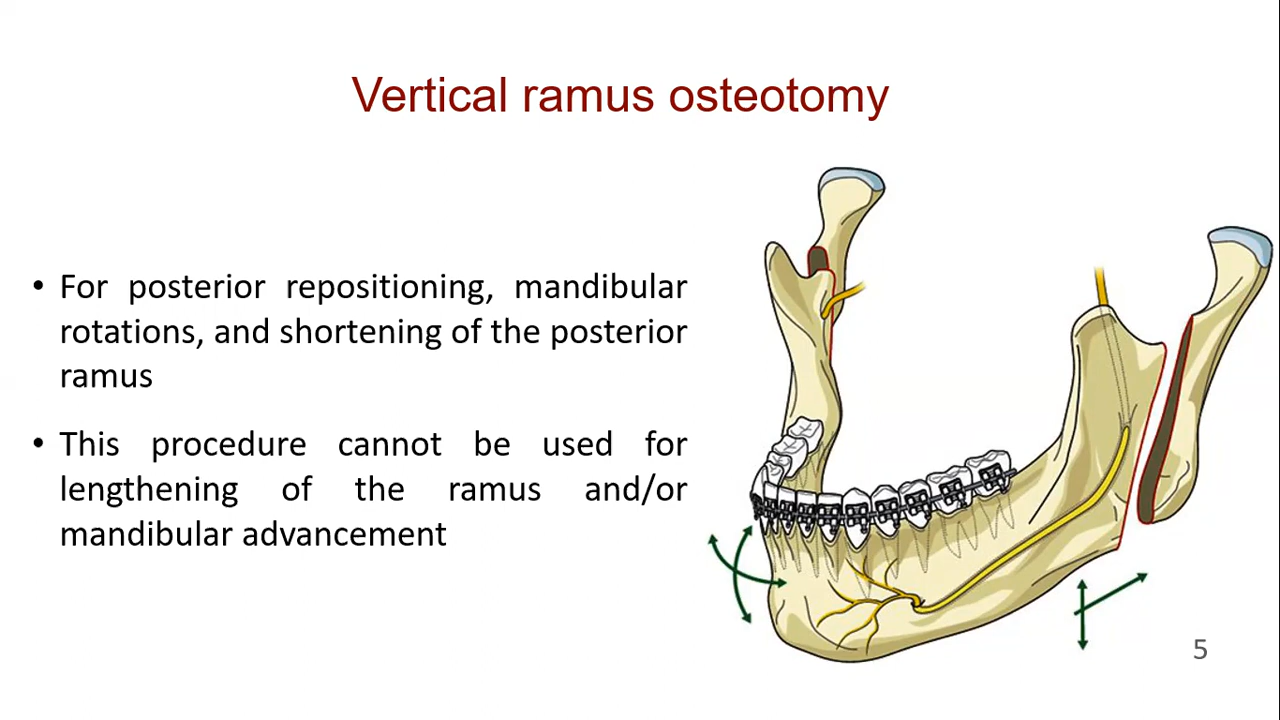 Vertical ramus osteotomy
• For posterior repositioning, mandibular
rotations, and shortening of the posterior
ramus
• This procedure cannot be used for
lengthening of the ramus and/or
mandibular advancement
5